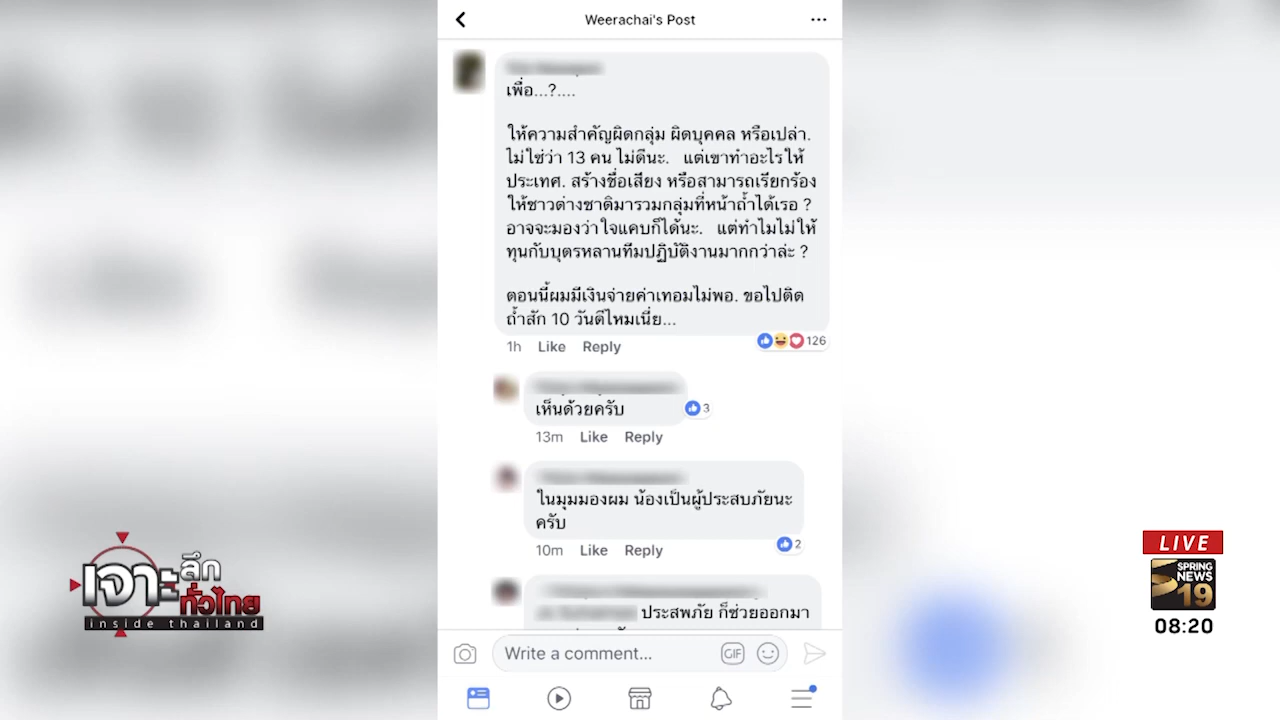 Weerachai's Post
เพื่อ...?....
ให้ความสำคัญผิดกลุ่ม ผิดบุคคล หรือเปล่า.
ไม่ใช่ว่า 13 คน ไม่ดีนะ. แต่เขาทำอะไรให้
ประเทศ. สร้างชื่อเสียง หรือสามารถเรียกร้อง
ให้ชาวต่างชาติมารวมกลุ่มที่หน้าถ้ำได้เรอ ?
อาจจะมองว่าใจแคบก็ได้นะ. แต่ทำไมไม่ให้
ทุนกับบุตรหลานทีมปฏิบัติงานมากกว่าล่ะ ?
ตอนนี้ผมมีเงินจ่ายค่าเทอมไม่พอ. ขอไปติด
ถ้ำสัก 10 วันดีไหมเนี่ย...
1h Like Reply 126
เห็นด้วยครับ
3
13m Like Reply
ในมุมมองผม น้องเป็นผู้ประสบภัยนะ
ครับ
10m Like Reply 2
ประสพภัย ก็ช่วยออกมา
Write a comment... GIF
เจาะลึกทั่วไทย
inside thailand
LIVE
SPRING
NEWS
19
08:20